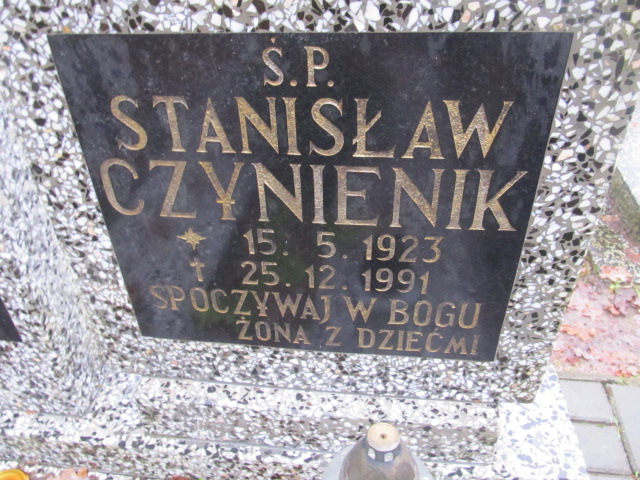 Ś.P.
STANISŁAW
CZYNIENIK
* 15. 5. 1923
† 25. 12. 1991
SPOCZYWAJ W BOGU
ŻONA Z DZIEĆMI